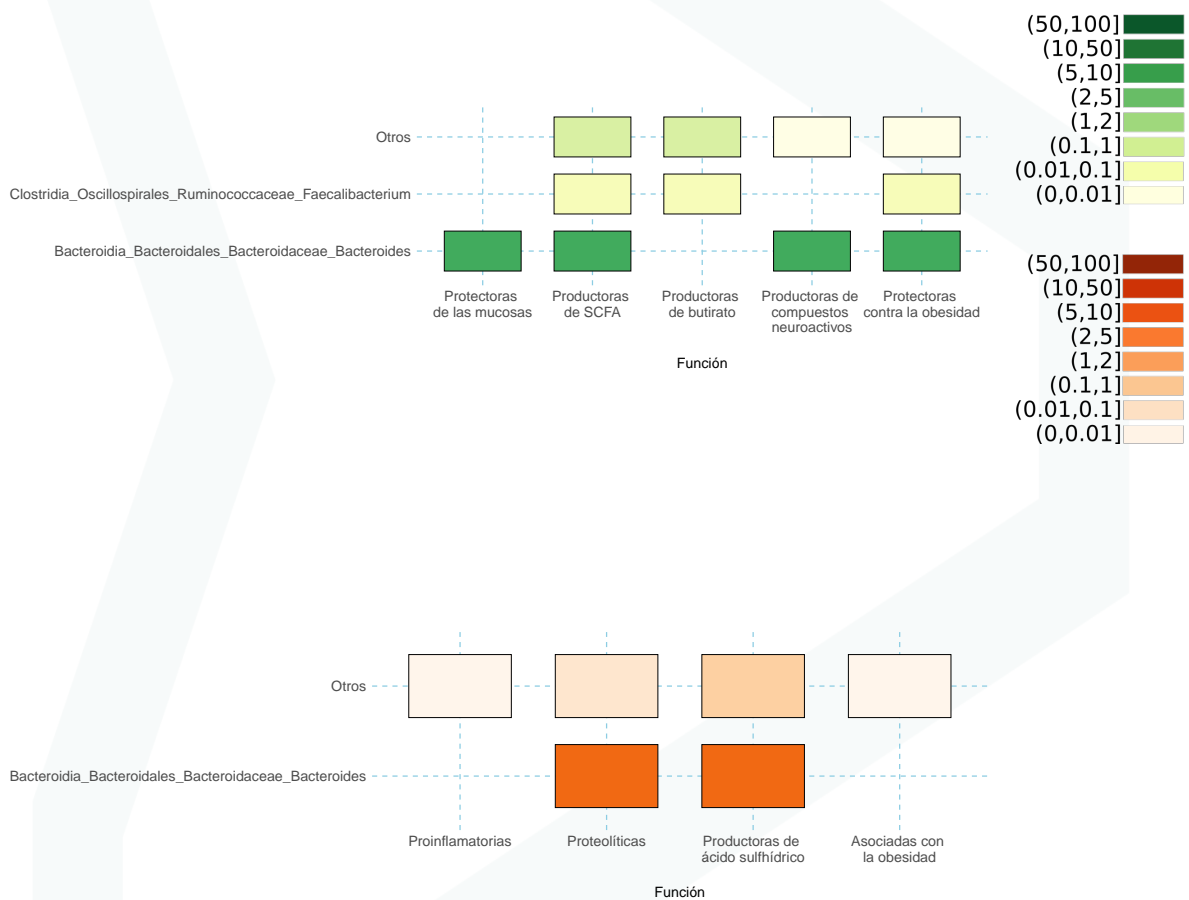 (50,100]
(10,50]
(5,10]
(2,5]
(1,2]
(0.1,1]
(0.01,0.1]
(0,0.01]
Otros
Clostridia_Oscillospirales_Ruminococcaceae_Faecalibacterium
Bacteroidia_Bacteroidales_Bacteroidaceae_Bacteroides
Protectoras
de las mucosas
Productoras
de SCFA
Productoras
de butirato
Productoras de
compuestos
neuroactivos
Protectoras
contra la obesidad
Función
(50,100]
(10,50]
(5,10]
(2,5]
(1,2]
(0.1,1]
(0.01,0.1]
(0,0.01]
Otros
Bacteroidia_Bacteroidales_Bacteroidaceae_Bacteroides
Proinflamatorias
Proteolíticas
Productoras de
ácido sulfhídrico
Asociadas con
la obesidad
Función